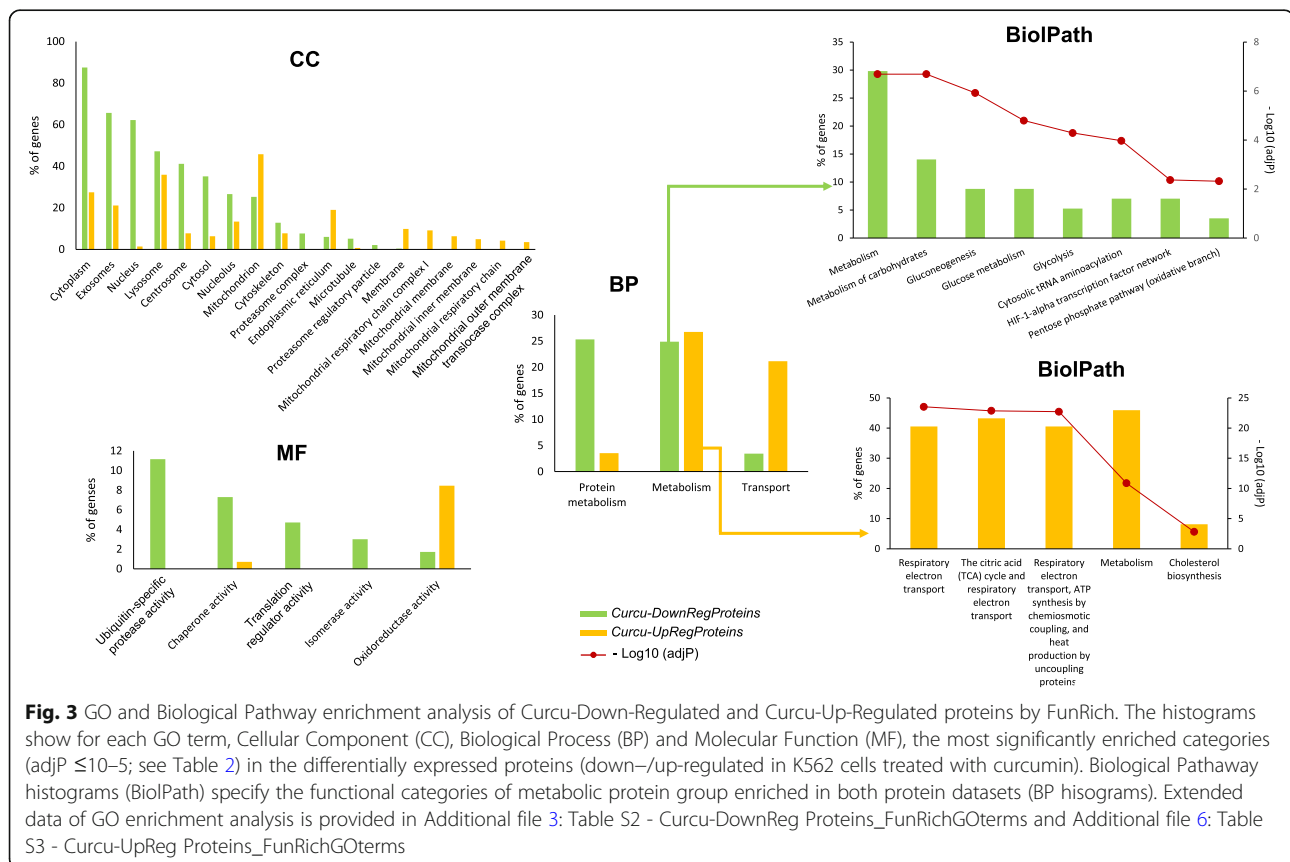 CC
% of genes
100
80
60
40
20
0
Cytoplasm
Exosomes
Nucleus
Lysosome
Centrosome
Cytosol
Nucleolus
Mitochondrion
Cytoskeleton
Proteasome complex
Endoplasmic reticulum
Microtubule
Proteasome regulatory particle
Membrane
Mitochondrial respiratory chain complex I
Mitochondrial membrane
Mitochondrial inner membrane
Mitochondrial respiratory chain
Mitochondrial outer membrane
translocase complex
BiolPath
% of genes
35
30
25
20
15
10
5
0
8
6
4
2
0
- Log10 (adjP)
Metabolism
Metabolism of carbohydrates
Gluconeogenesis
Glucose metabolism
Glycolysis
Cytosolic tRNA aminoacylation
HIF-1-alpha transcription factor network
Pentose phosphate pathway (oxidative branch)
BP
% of genes
30
25
20
15
10
5
0
Protein
metabolism
Metabolism
Transport
MF
% of genses
12
10
8
6
4
2
0
Ubiquitin-specific
protease activity
Chaperone activity
Translation
regulator activity
Isomerase activity
Oxidoreductase activity
BiolPath
% of genes
50
40
30
20
10
0
25
20
15
10
5
0
- Log10 (adjP)
Respiratory
electron
transport
The citric acid
(TCA) cycle and
respiratory
electron
transport
Respiratory
electron
transport, ATP
synthesis by
chemiosmotic
coupling, and
heat
production by
uncoupling
proteins
Metabolism
Cholesterol
biosynthesis
Curcu-DownRegProteins
Curcu-UpRegProteins
- Log10 (adjP)
Fig. 3 GO and Biological Pathway enrichment analysis of Curcu-Down-Regulated and Curcu-Up-Regulated proteins by FunRich. The histograms
show for each GO term, Cellular Component (CC), Biological Process (BP) and Molecular Function (MF), the most significantly enriched categories
(adjP ≤10–5; see Table 2) in the differentially expressed proteins (down−/up-regulated in K562 cells treated with curcumin). Biological Pathaway
histograms (BiolPath) specify the functional categories of metabolic protein group enriched in both protein datasets (BP hisograms). Extended
data of GO enrichment analysis is provided in Additional file 3: Table S2 - Curcu-DownReg Proteins_FunRichGOterms and Additional file 6: Table
S3 - Curcu-UpReg Proteins_FunRichGOterms